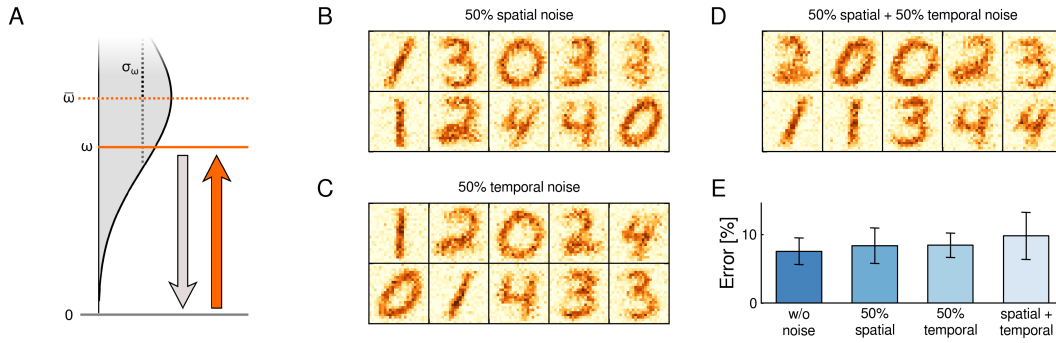 A
σω
ω̅
ω
0
B
50% spatial noise
C
50% temporal noise
D
50% spatial + 50% temporal noise
E
Error [%]
10
0
w/o noise
50% spatial
50% temporal
spatial + temporal